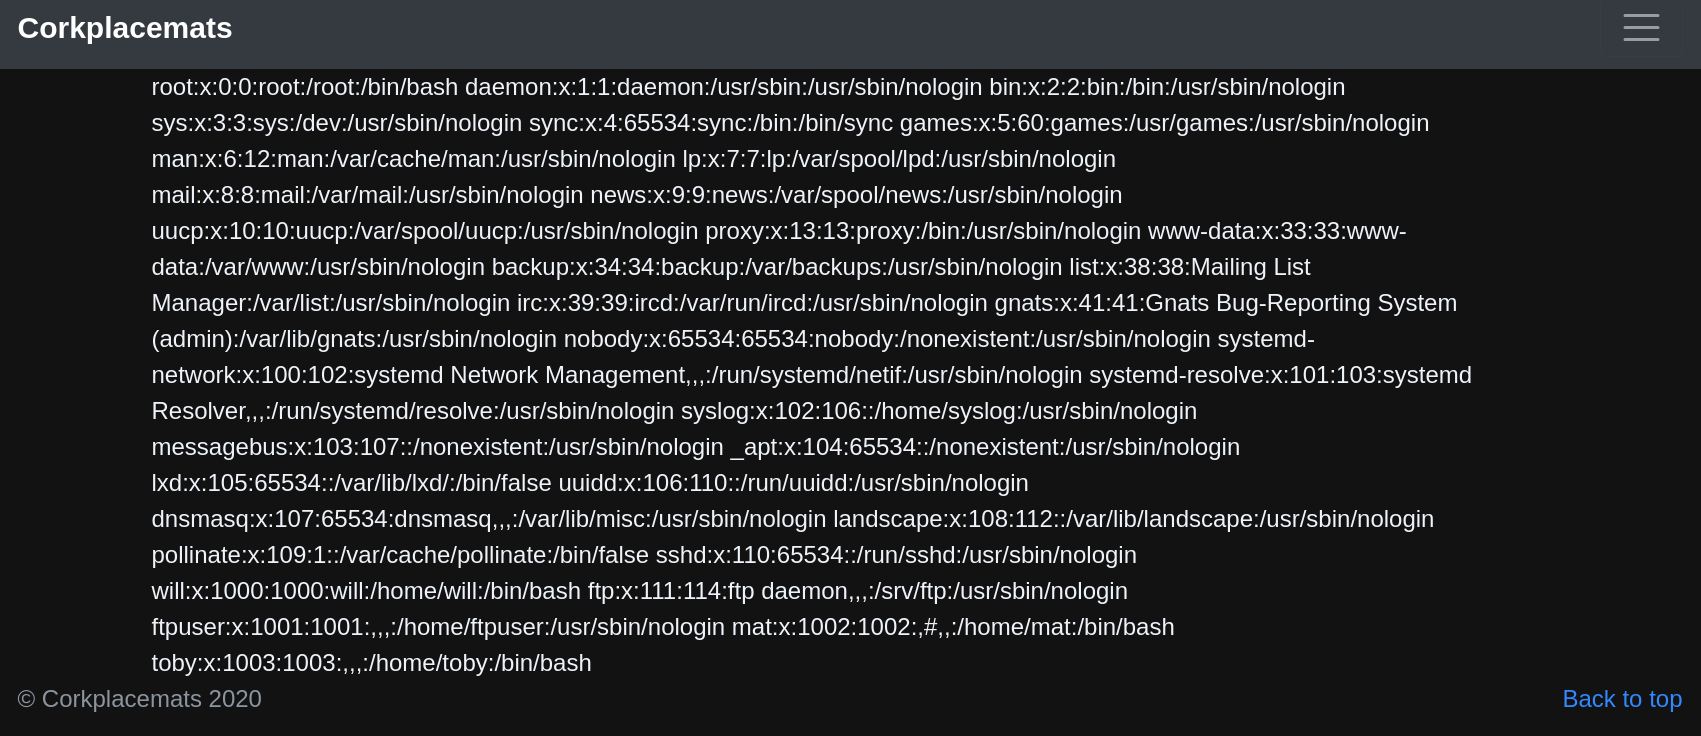 Corkplacemats
root:x:0:0:root:/root:/bin/bash daemon:x:1:1:daemon:/usr/sbin:/usr/sbin/nologin bin:x:2:2:bin:/bin:/usr/sbin/nologin
sys:x:3:3:sys:/dev:/usr/sbin/nologin sync:x:4:65534:sync:/bin:/bin/sync games:x:5:60:games:/usr/games:/usr/sbin/nologin
man:x:6:12:man:/var/cache/man:/usr/sbin/nologin lp:x:7:7:lp:/var/spool/lpd:/usr/sbin/nologin
mail:x:8:8:mail:/var/mail:/usr/sbin/nologin news:x:9:9:news:/var/spool/news:/usr/sbin/nologin
uucp:x:10:10:uucp:/var/spool/uucp:/usr/sbin/nologin proxy:x:13:13:proxy:/bin:/usr/sbin/nologin www-data:x:33:33:www-
data:/var/www:/usr/sbin/nologin backup:x:34:34:backup:/var/backups:/usr/sbin/nologin list:x:38:38:Mailing List
Manager:/var/list:/usr/sbin/nologin irc:x:39:39:ircd:/var/run/ircd:/usr/sbin/nologin gnats:x:41:41:Gnats Bug-Reporting System
(admin):/var/lib/gnats:/usr/sbin/nologin nobody:x:65534:65534:nobody:/nonexistent:/usr/sbin/nologin systemd-
network:x:100:102:systemd Network Management,,,:/run/systemd/netif:/usr/sbin/nologin systemd-resolve:x:101:103:systemd
Resolver,,,:/run/systemd/resolve:/usr/sbin/nologin syslog:x:102:106::/home/syslog:/usr/sbin/nologin
messagebus:x:103:107::/nonexistent:/usr/sbin/nologin _apt:x:104:65534::/nonexistent:/usr/sbin/nologin
lxd:x:105:65534::/var/lib/lxd/:/bin/false uuidd:x:106:110::/run/uuidd:/usr/sbin/nologin
dnsmasq:x:107:65534:dnsmasq,,,:/var/lib/misc:/usr/sbin/nologin landscape:x:108:112::/var/lib/landscape:/usr/sbin/nologin
pollinate:x:109:1::/var/cache/pollinate:/bin/false sshd:x:110:65534::/run/sshd:/usr/sbin/nologin
will:x:1000:1000:will:/home/will:/bin/bash ftp:x:111:114:ftp daemon,,,:/srv/ftp:/usr/sbin/nologin
ftpuser:x:1001:1001:,,,:/home/ftpuser:/usr/sbin/nologin mat:x:1002:1002:,#,,:/home/mat:/bin/bash
toby:x:1003:1003:,,,:/home/toby:/bin/bash
© Corkplacemats 2020 Back to top